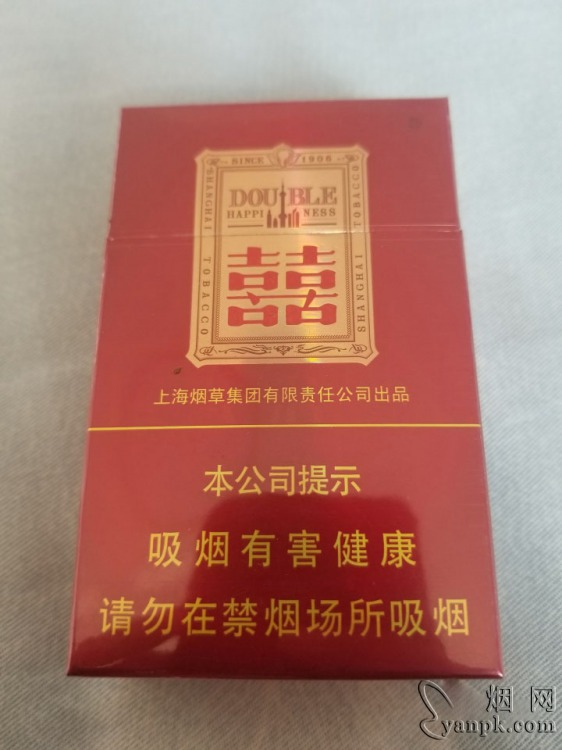 SINCE 1906
DOUBLE
HAPPINESS
SHANGHAI TOBACCO
SHANGHAI TOBACCO
囍
上海烟草集团有限责任公司出品
本公司提示
吸烟有害健康
请勿在禁烟场所吸烟
烟网
yanpk.com